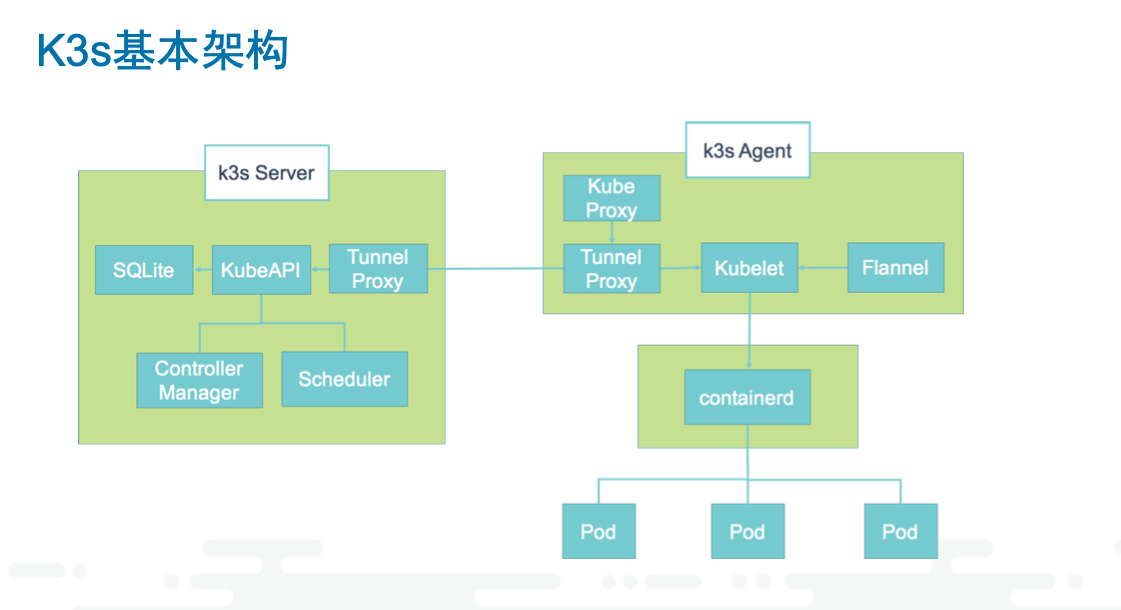 K3s基本架构
k3s Server
SQLite
KubeAPI
Tunnel
Proxy
Controller
Manager
Scheduler
k3s Agent
Kube
Proxy
Tunnel
Proxy
Kubelet
Flannel
containerd
Pod
Pod
Pod